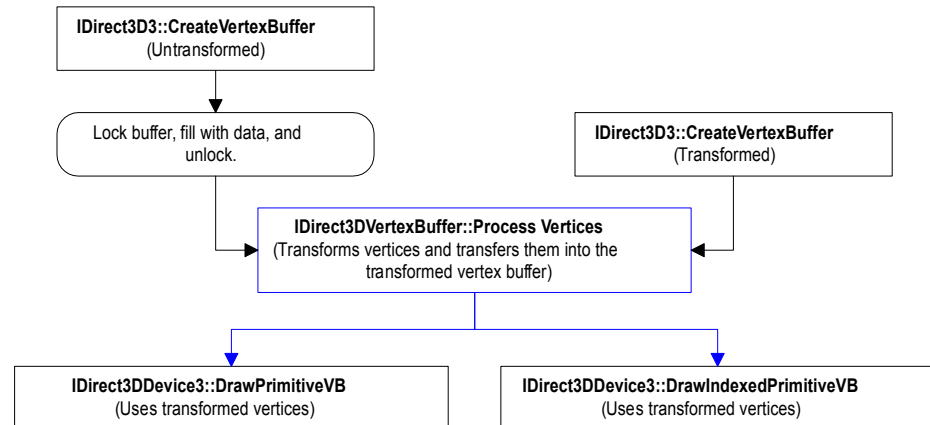 IDirect3D3::CreateVertexBuffer
(Untransformed)
Lock buffer, fill with data, and
unlock.
IDirect3D3::CreateVertexBuffer
(Transformed)
IDirect3DVertexBuffer::Process Vertices
(Transforms vertices and transfers them into the
transformed vertex buffer)
IDirect3DDevice3::DrawPrimitiveVB
(Uses transformed vertices)
IDirect3DDevice3::DrawIndexedPrimitiveVB
(Uses transformed vertices)